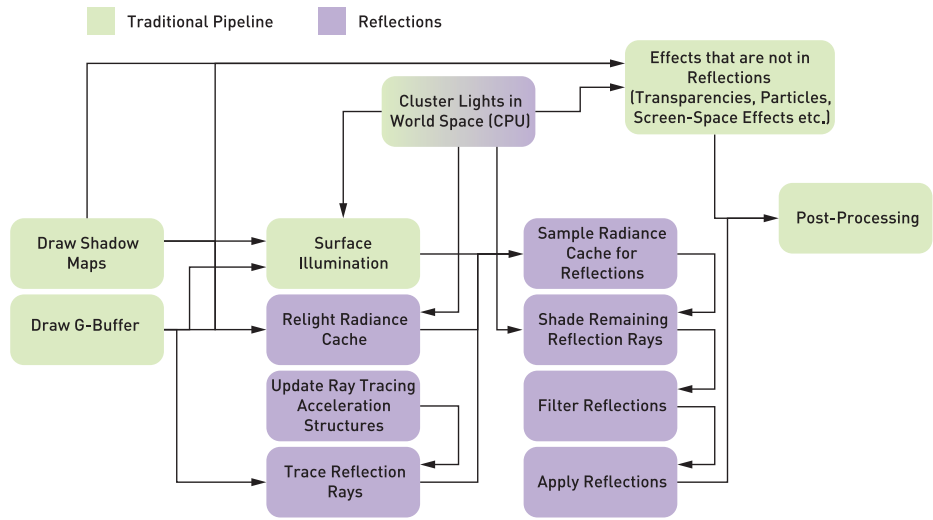 Traditional Pipeline
Reflections
Effects that are not in
Reflections
(Transparencies, Particles,
Screen-Space Effects etc.)
Cluster Lights in
World Space (CPU)
Post-Processing
Draw Shadow
Maps
Surface
Illumination
Sample Radiance
Cache for
Reflections
Draw G-Buffer
Relight Radiance
Cache
Shade Remaining
Reflection Rays
Update Ray Tracing
Acceleration
Structures
Filter Reflections
Trace Reflection
Rays
Apply Reflections